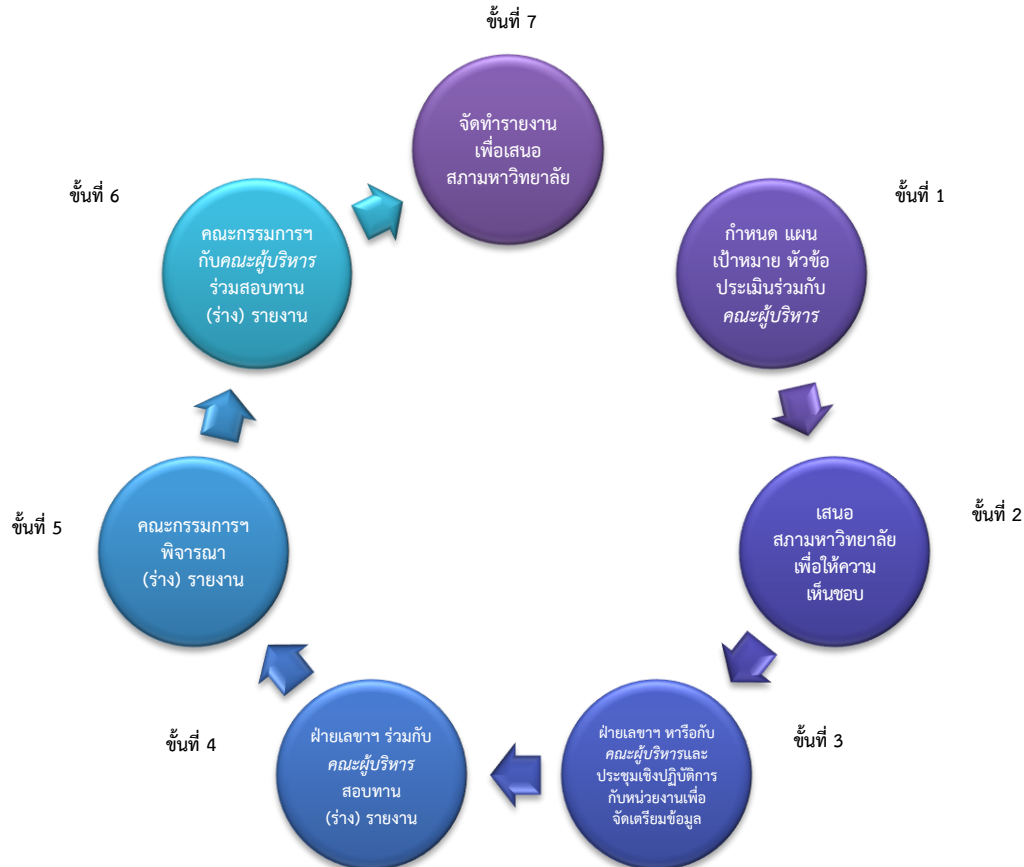 ขั้นที่ 7
จัดทำรายงาน
เพื่อเสนอ
สภามหาวิทยาลัย
ขั้นที่ 1
กำหนด แผน
เป้าหมาย หัวข้อ
ประเมินร่วมกับ
คณะผู้บริหาร
ขั้นที่ 2
เสนอ
สภามหาวิทยาลัย
เพื่อให้ความ
เห็นชอบ
ขั้นที่ 3
ฝ่ายเลขาฯ หารือกับ
คณะผู้บริหารและ
ประชุมเชิงปฏิบัติการ
กับหน่วยงานเพื่อ
จัดเตรียมข้อมูล
ขั้นที่ 4
ฝ่ายเลขาฯ ร่วมกับ
คณะผู้บริหาร
สอบทาน
(ร่าง) รายงาน
ขั้นที่ 5
คณะกรรมการฯ
พิจารณา
(ร่าง) รายงาน
ขั้นที่ 6
คณะกรรมการฯ
กับคณะผู้บริหาร
ร่วมสอบทาน
(ร่าง) รายงาน